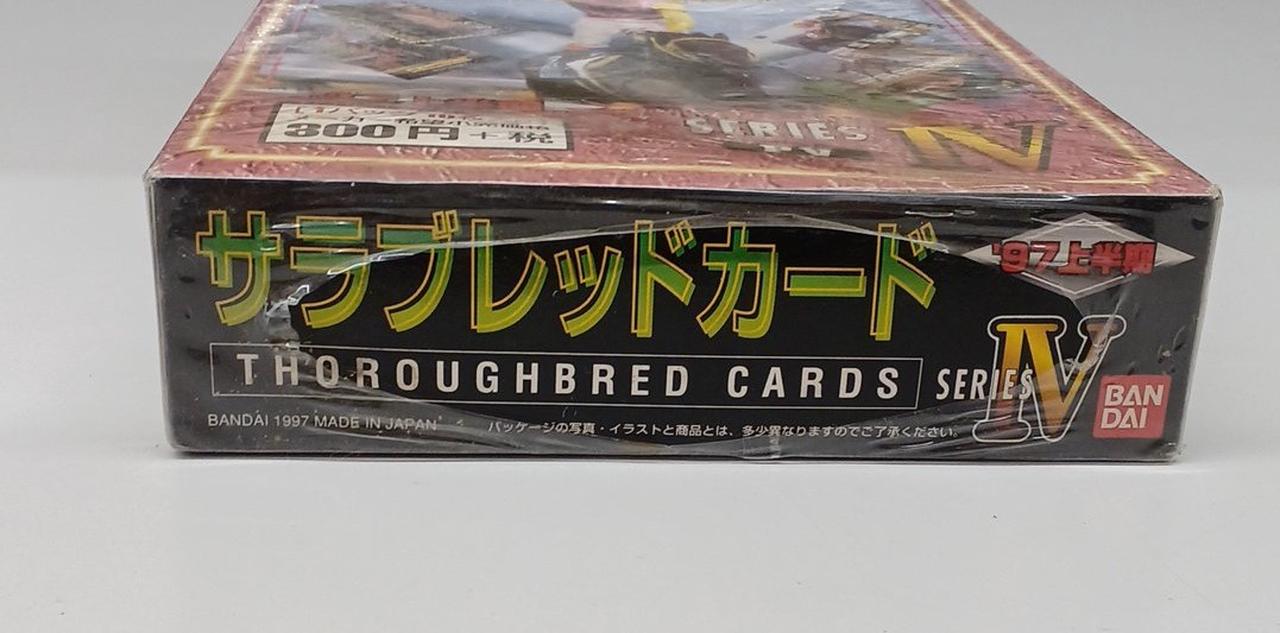 300円+税
SERIES
IV
サラブレッドカード
'97上半期
THOROUGHBRED CARDS
SERIES IV
BAN
DAI
BANDAI 1997 MADE IN JAPAN
パッケージの写真・イラストと商品とは、多少異なりますのでご了承ください。